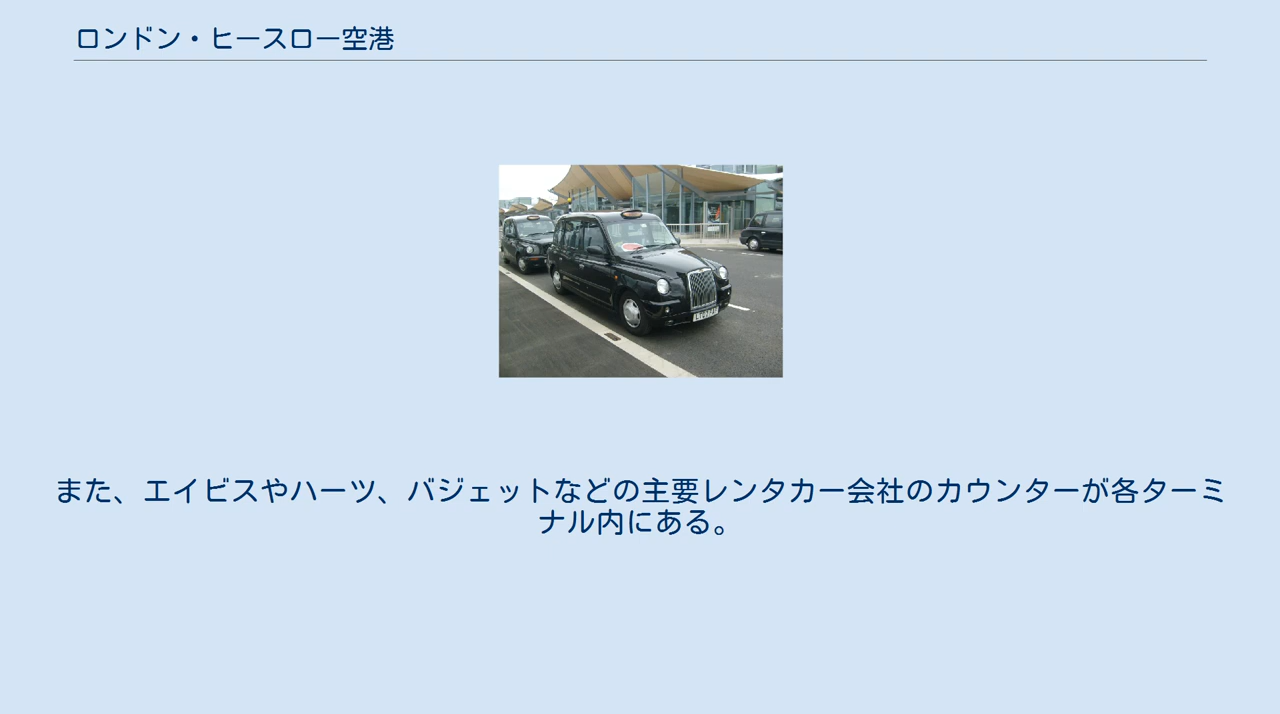 ロンドン・ヒースロー空港
また、エイビスやハーツ、バジェットなどの主要レンタカー会社のカウンターが各ターミ
ナル内にある。